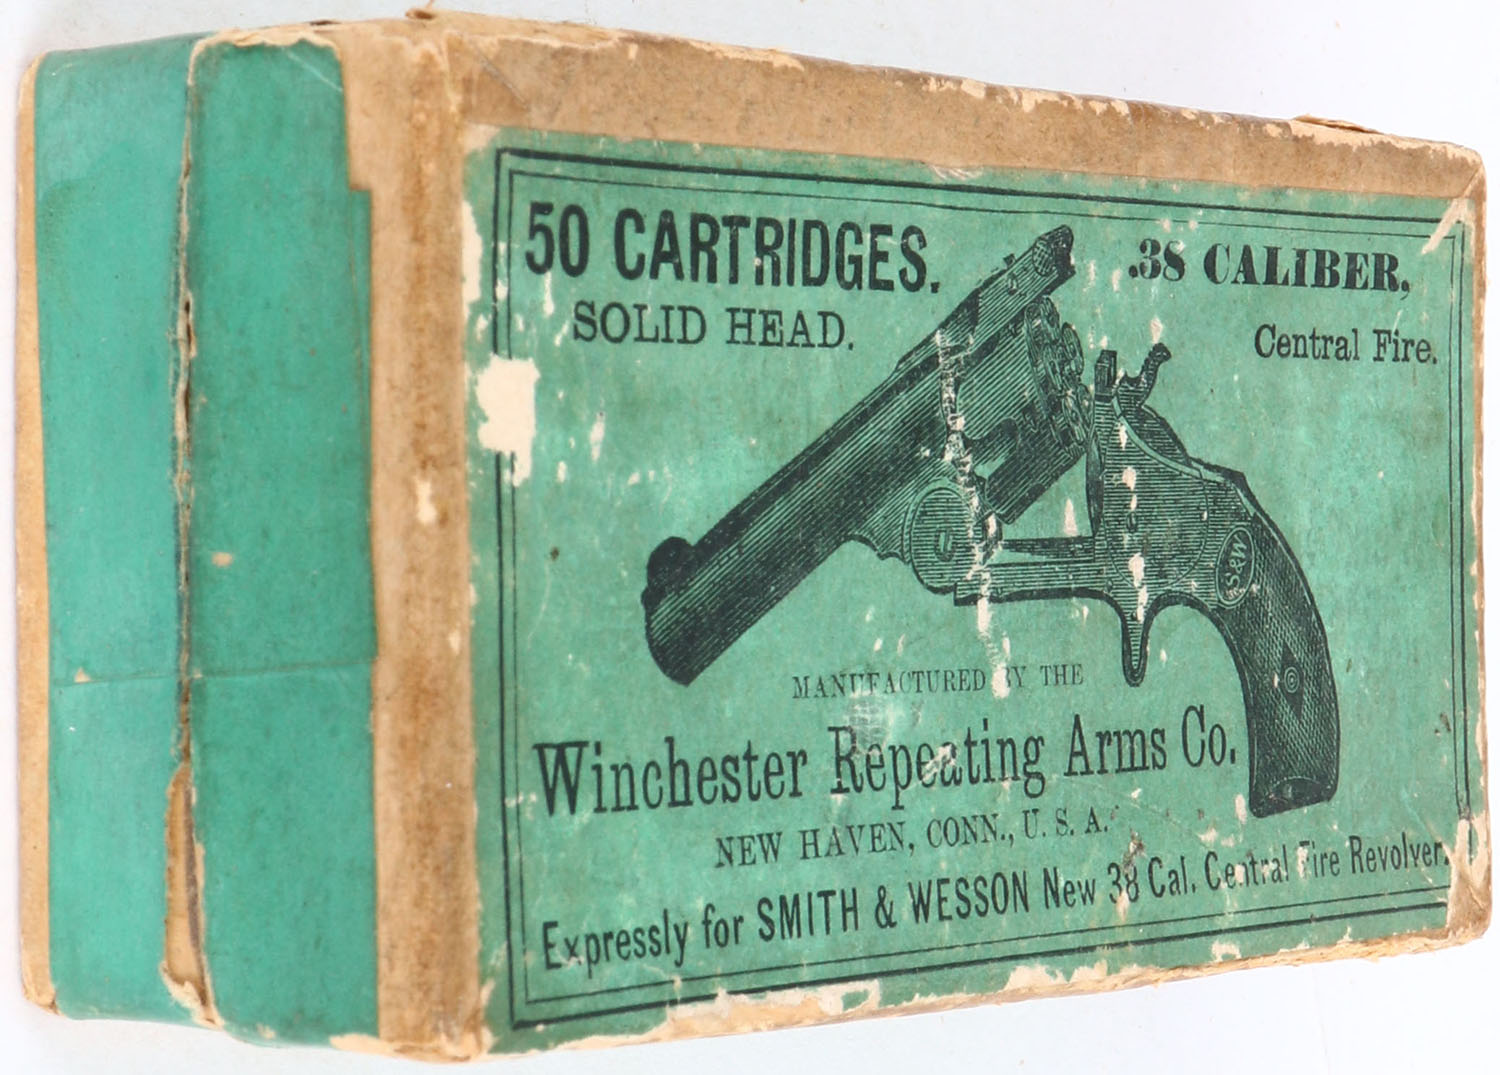 50 CARTRIDGES.
SOLID HEAD.
.38 CALIBER,
Central Fire.
S&W
MANUFACTURED BY THE
Winchester Repeating Arms Co.
NEW HAVEN, CONN., U. S. A.
Expressly for SMITH & WESSON New 38 Cal. Central Fire Revolver.